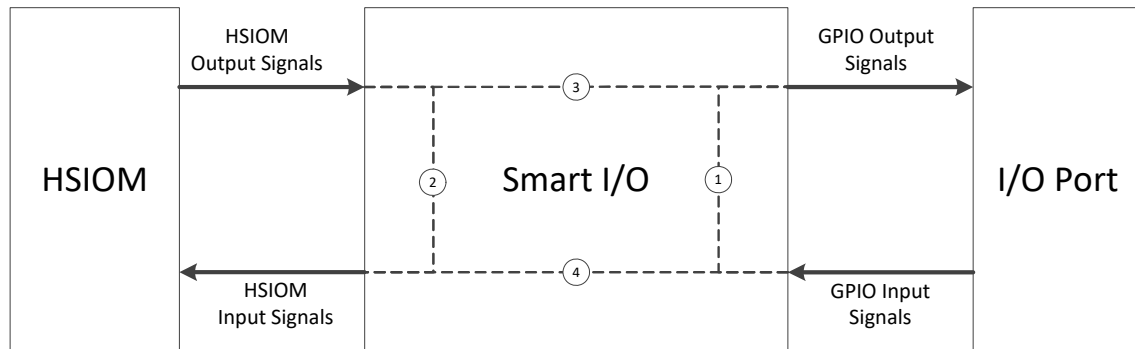 HSIOM
Output Signals
GPIO Output
Signals
3
HSIOM
2
Smart I/O
1
I/O Port
4
HSIOM
Input Signals
GPIO Input
Signals